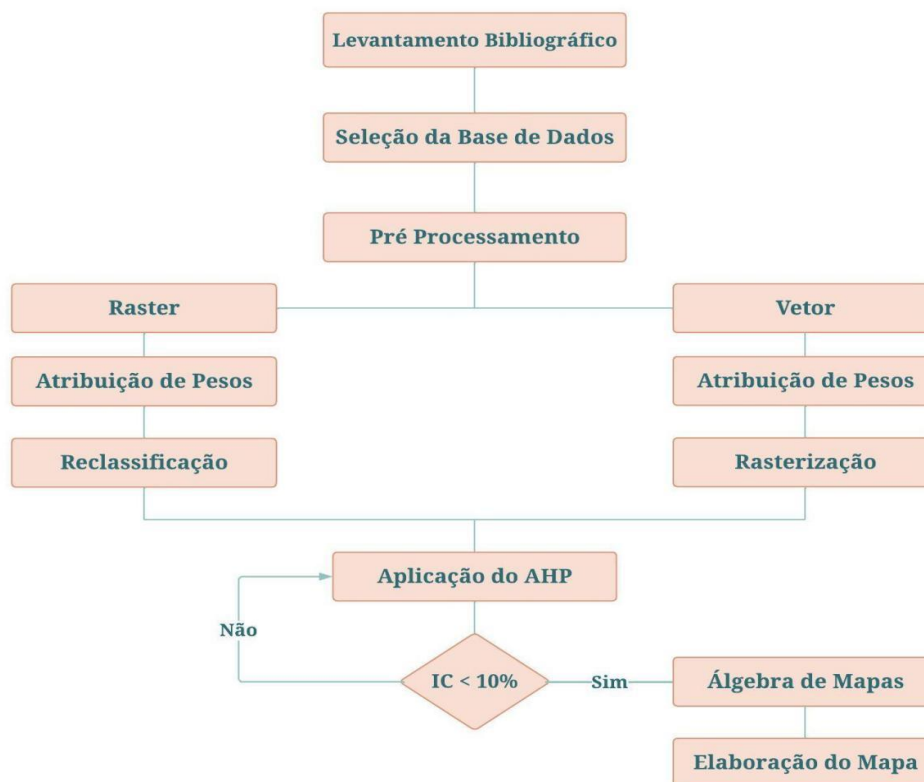 Levantamento Bibliográfico
Seleção da Base de Dados
Pré Processamento
Raster
Vetor
Atribuição de Pesos
Atribuição de Pesos
Reclassificação
Rasterização
Aplicação do AHP
Não
IC < 10%
Sim
Álgebra de Mapas
Elaboração do Mapa